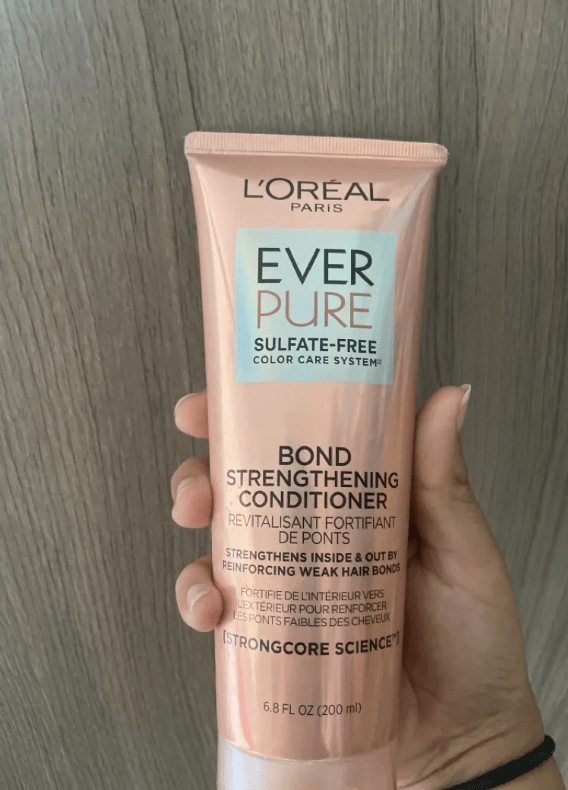 L'ORÉAL
PARIS
EVER
PURE
SULFATE-FREE
COLOR CARE SYSTEM
BOND
STRENGTHENING
CONDITIONER
REVITALISANT FORTIFIANT
DE PONTS
STRENGTHENS INSIDE & OUT BY
REINFORCING WEAK HAIR BONDS
FORTIFIE DE L'INTÉRIEUR VERS
L'EXTÉRIEUR POUR RENFORCER
LES PONTS FAIBLES DES CHEVEUX
[STRONGCORE SCIENCE™]
6.8 FL OZ (200 ml)